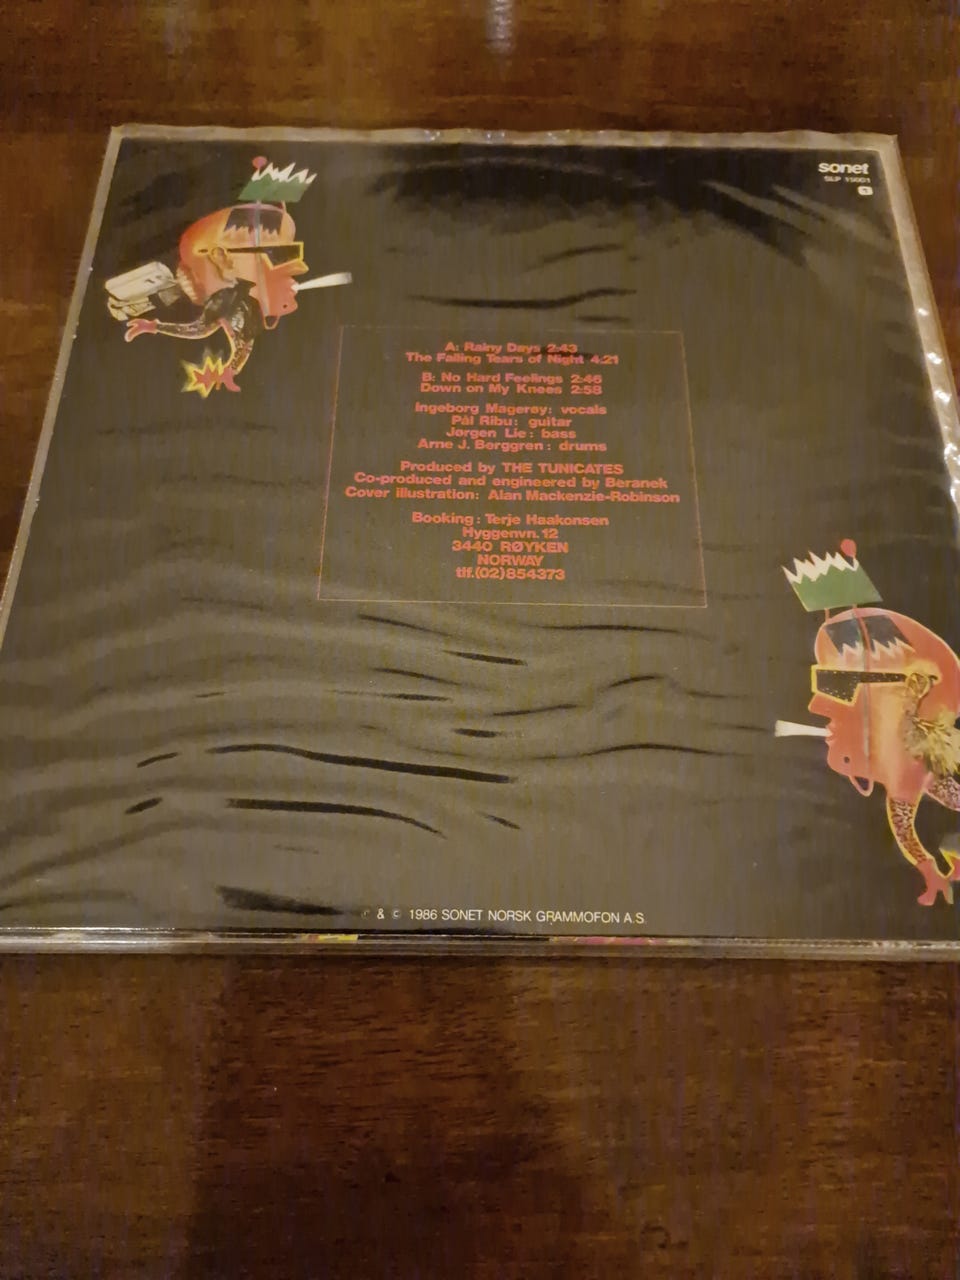 sonet
SLP 15001
A: Rainy Days 2:43
The Falling Tears of Night 4:21
B: No Hard Feelings 2:46
Down on My Knees 2:58
Ingeborg Magerøy: vocals
Pål Ribu: guitar
Jørgen Lie: bass
Arne J. Berggren: drums
Produced by THE TUNICATES
Co-produced and engineered by Beranek
Cover illustration: Alan Mackenzie-Robinson
Booking: Terje Haakonsen
Hyggenvn. 12
3440 RØYKEN
NORWAY
tlf.(02)854373
℗ & © 1986 SONET NORSK GRAMMOFON A.S.